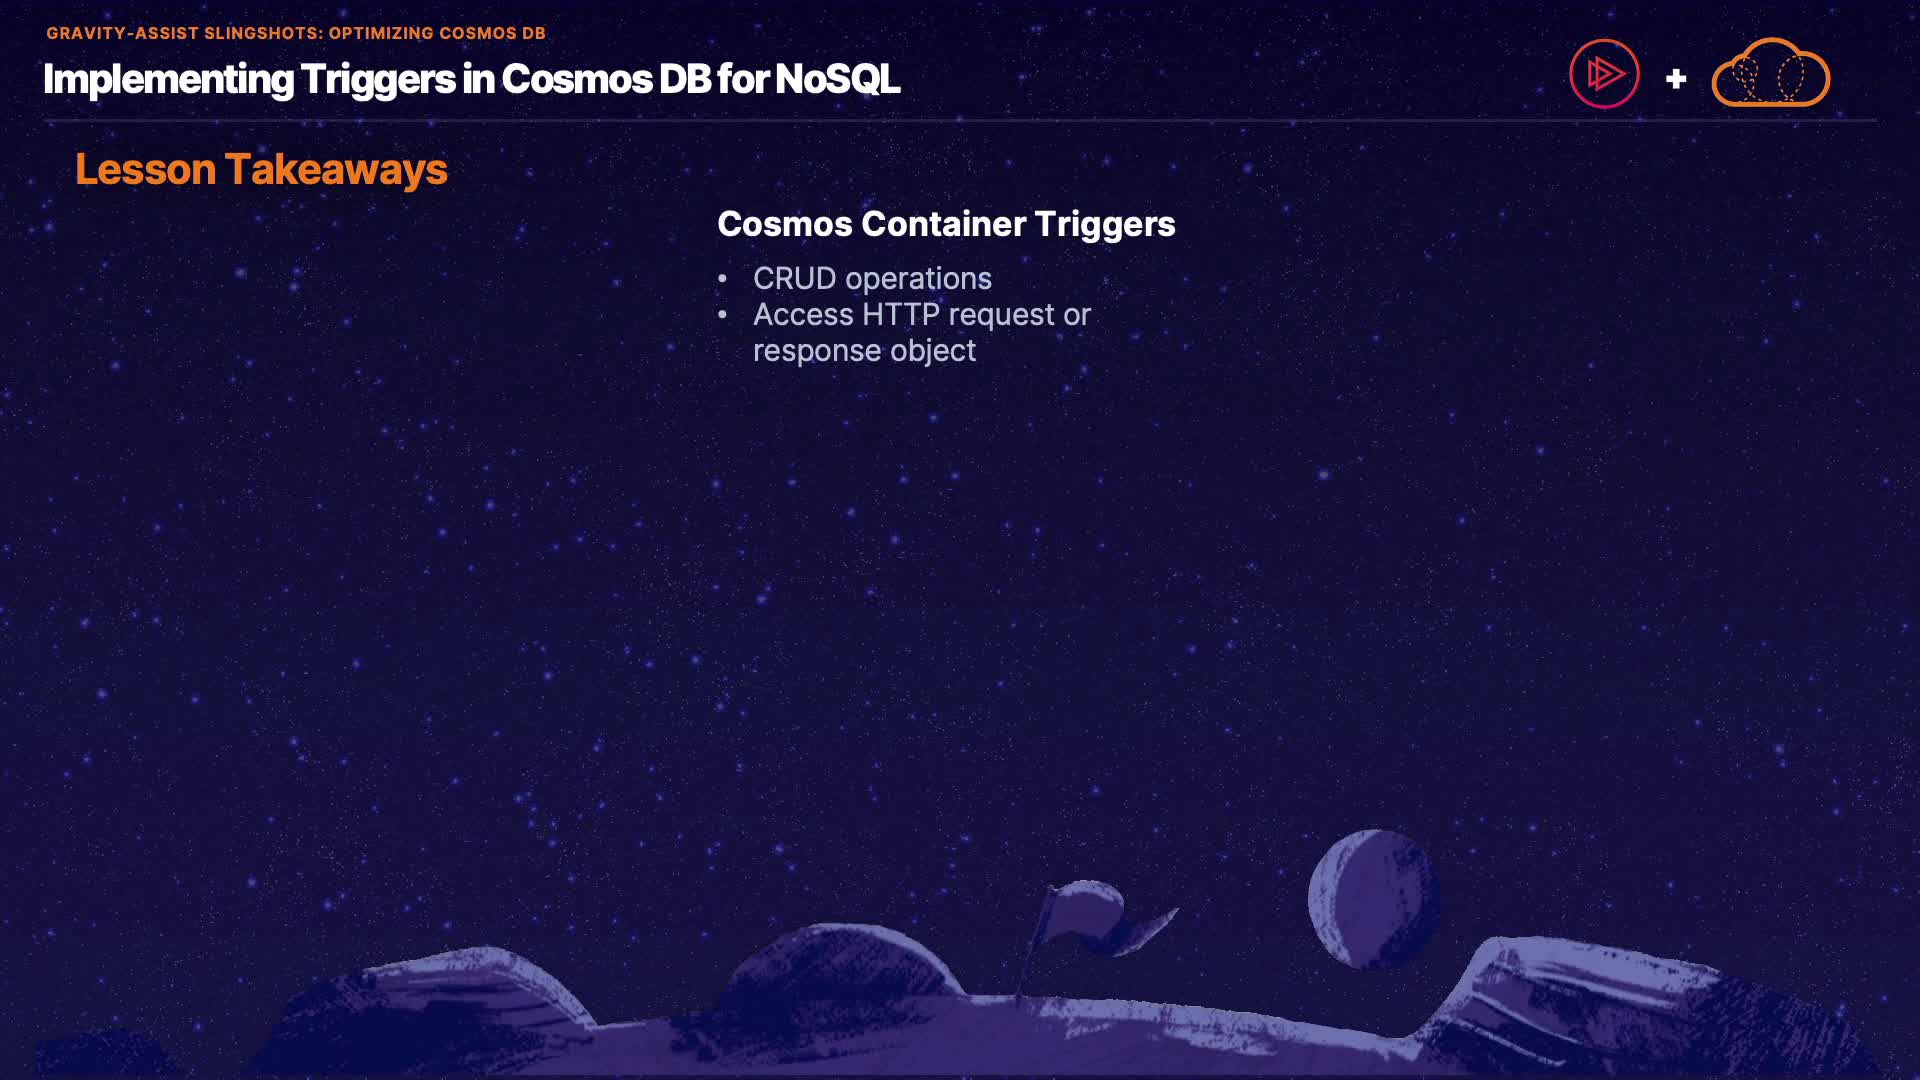 GRAVITY-ASSIST SLINGSHOTS: OPTIMIZING COSMOS DB
Implementing Triggers in Cosmos DB for NoSQL
+
Lesson Takeaways
Cosmos Container Triggers
• CRUD operations
• Access HTTP request or
response object